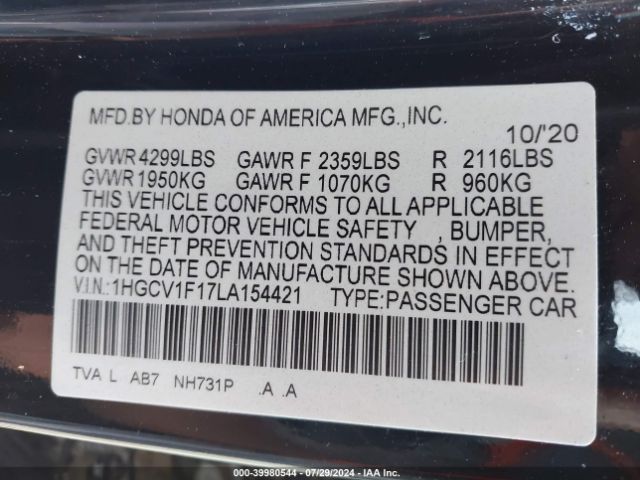 MFD.BY HONDA OF AMERICA MFG.,INC.
10/'20
GVWR 4299LBS GAWR F 2359LBS R 2116LBS
GVWR 1950KG GAWR F 1070KG R 960KG
THIS VEHICLE CONFORMS TO ALL APPLICABLE
FEDERAL MOTOR VEHICLE SAFETY , BUMPER,
AND THEFT PREVENTION STANDARDS IN EFFECT
ON THE DATE OF MANUFACTURE SHOWN ABOVE.
V.I.N.:1HGCV1F17LA154421 TYPE:PASSENGER CAR
TVA L AB7 NH731P .A .A
000-39980544 / 07/29/2024 - IAA Inc.